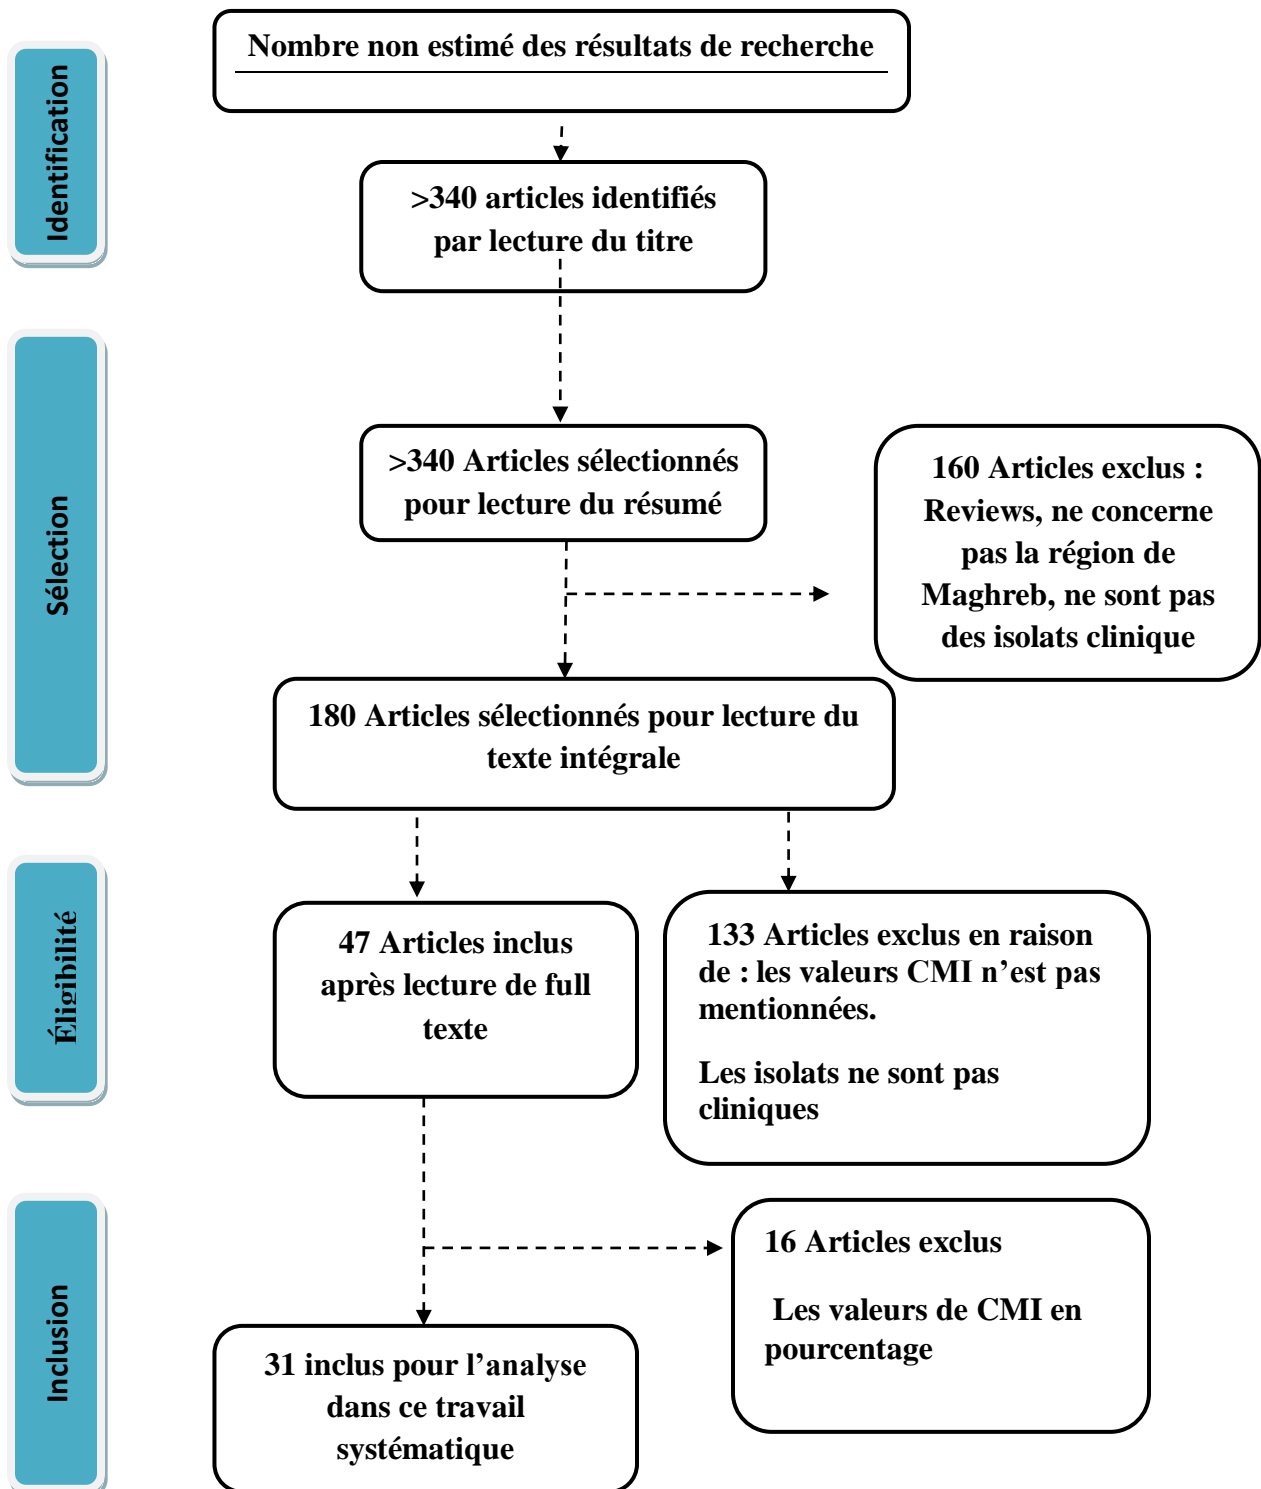 Identification
Nombre non estimé des résultats de recherche
>340 articles identifiés
par lecture du titre
Sélection
>340 Articles sélectionnés
pour lecture du résumé
160 Articles exclus :
Reviews, ne concerne
pas la région de
Maghreb, ne sont pas
des isolats clinique
180 Articles sélectionnés pour lecture du
texte intégrale
Éligibilité
47 Articles inclus
après lecture de full
texte
133 Articles exclus en raison
de : les valeurs CMI n’est pas
mentionnées.
Les isolats ne sont pas
cliniques
Inclusion
16 Articles exclus
Les valeurs de CMI en
pourcentage
31 inclus pour l’analyse
dans ce travail
systématique